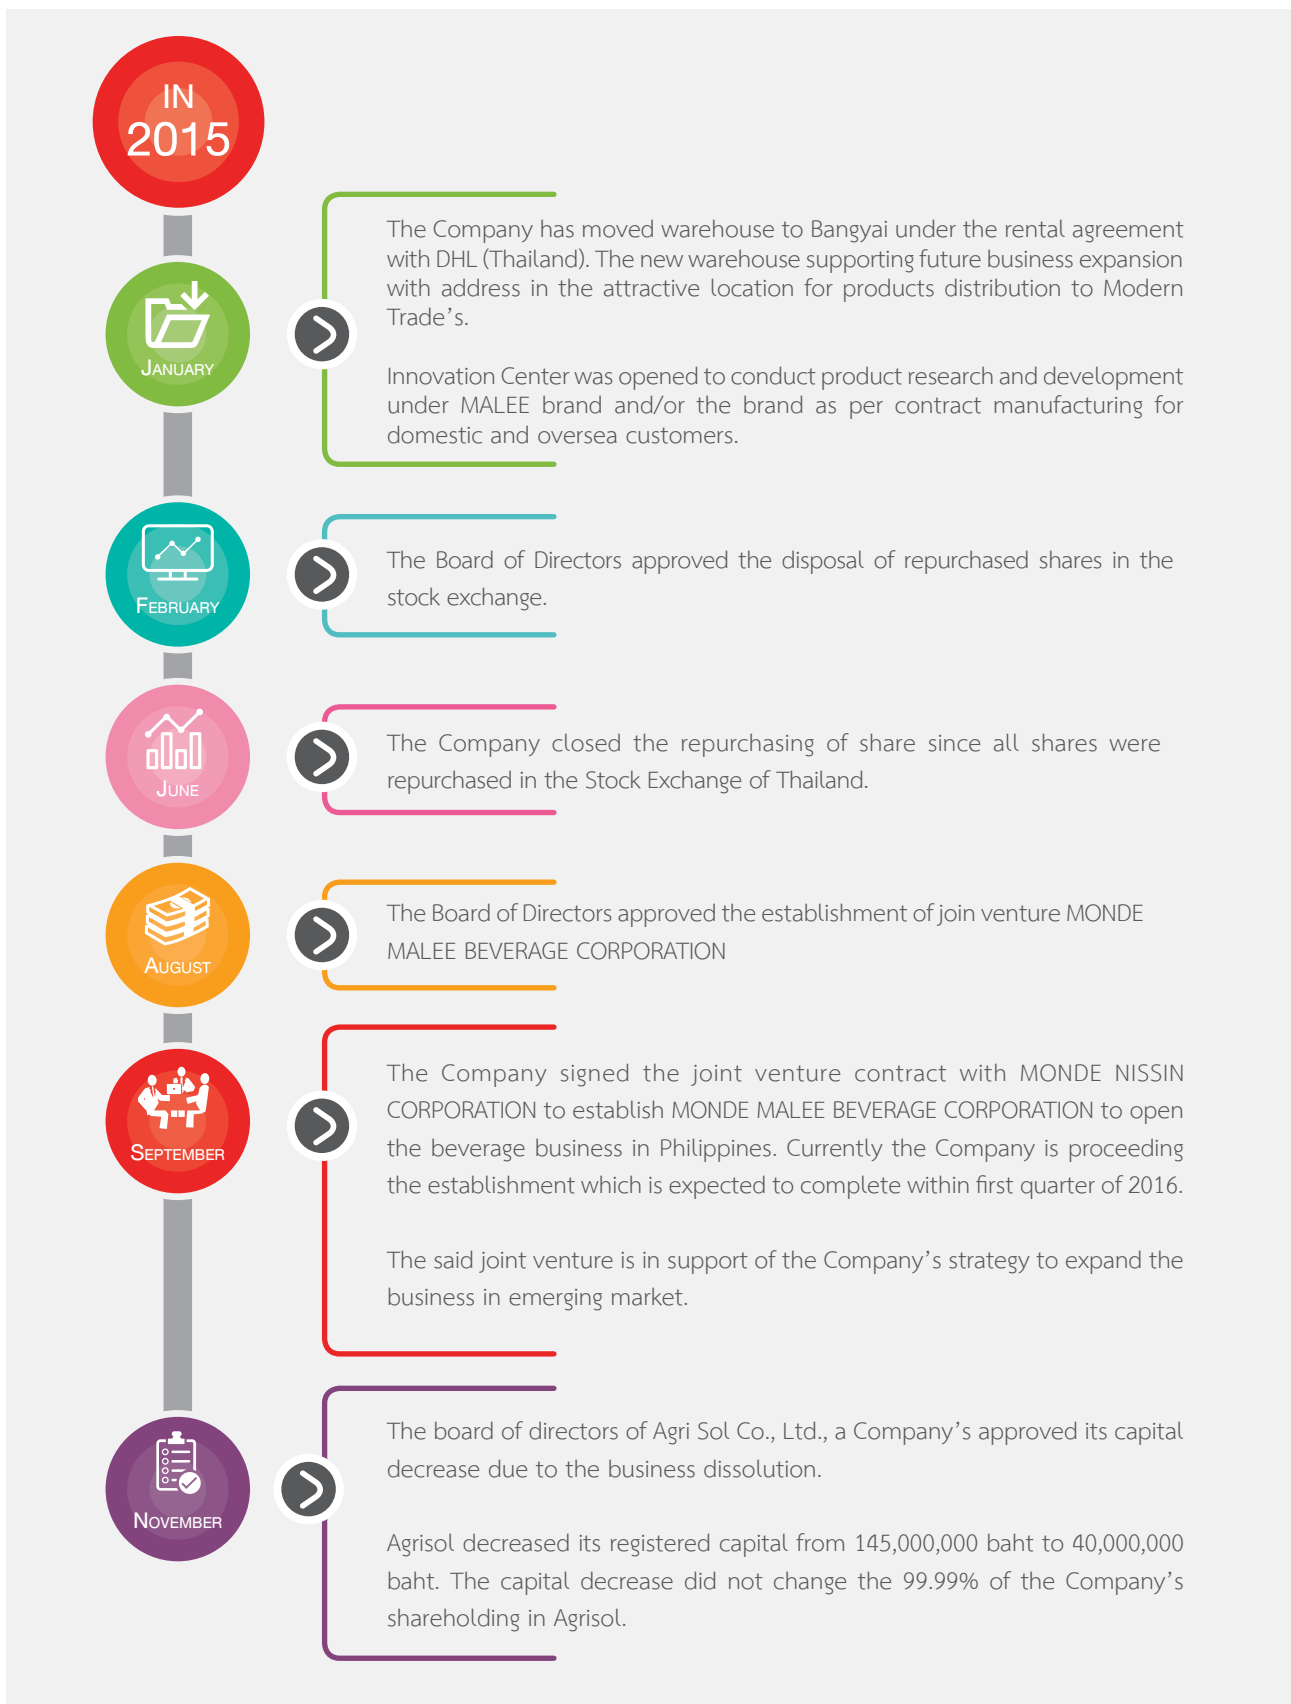 IN
2015
The Company has moved warehouse to Bangyai under the rental agreement
with DHL (Thailand). The new warehouse supporting future business expansion
with address in the attractive location for products distribution to Modern
Trade’s.
Innovation Center was opened to conduct product research and development
under MALEE brand and/or the brand as per contract manufacturing for
domestic and oversea customers.
January
The Board of Directors approved the disposal of repurchased shares in the
stock exchange.
February
The Company closed the repurchasing of share since all shares were
repurchased in the Stock Exchange of Thailand.
June
The Board of Directors approved the establishment of join venture MONDE
MALEE BEVERAGE CORPORATION
August
The Company signed the joint venture contract with MONDE NISSIN
CORPORATION to establish MONDE MALEE BEVERAGE CORPORATION to open
the beverage business in Philippines. Currently the Company is proceeding
the establishment which is expected to complete within first quarter of 2016.
The said joint venture is in support of the Company’s strategy to expand the
business in emerging market.
September
The board of directors of Agri Sol Co., Ltd., a Company’s approved its capital
decrease due to the business dissolution.
Agrisol decreased its registered capital from 145,000,000 baht to 40,000,000
baht. The capital decrease did not change the 99.99% of the Company’s
shareholding in Agrisol.
November